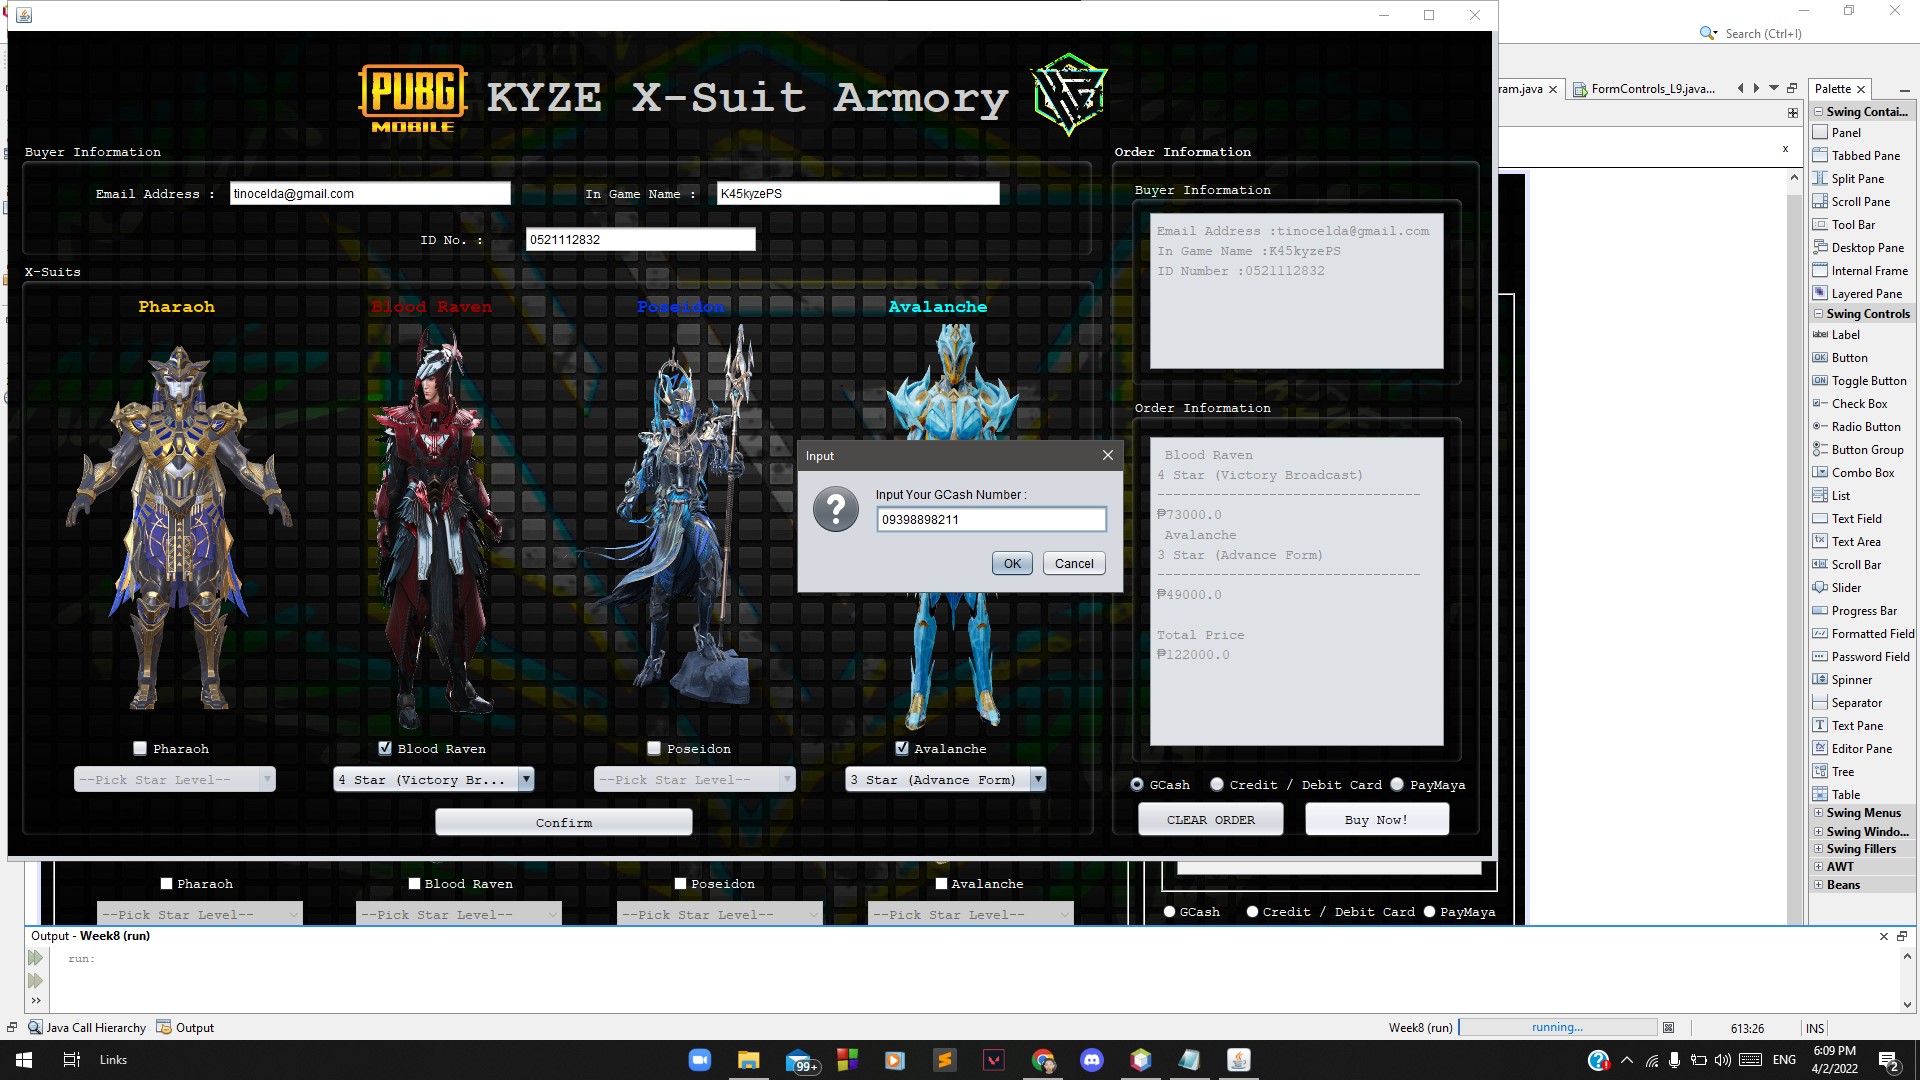 Search (Ctrl+I)
ram.java
FormControls_L9.java...
Palette
PUBG
MOBILE
KYZE X-Suit Armory
Buyer Information
Email Address :
tinocelda@gmail.com
In Game Name :
K45kyzePS
ID No. :
0521112832
X-Suits
Pharaoh
Blood Raven
Poseidon
Avalanche
Pharaoh
Blood Raven
Poseidon
Avalanche
--Pick Star Level--
4 Star (Victory Br...
--Pick Star Level--
3 Star (Advance Form)
Confirm
Order Information
Buyer Information
Email Address :tinocelda@gmail.com
In Game Name :K45kyzePS
ID Number :0521112832
Order Information
Blood Raven
4 Star (Victory Broadcast)
---------------------------------
₱73000.0
Avalanche
3 Star (Advance Form)
---------------------------------
₱49000.0
Total Price
₱122000.0
GCash
Credit / Debit Card
PayMaya
CLEAR ORDER
Buy Now!
Input
Input Your GCash Number :
09398898211
OK
Cancel
x
Swing Contai...
Panel
Tabbed Pane
Split Pane
Scroll Pane
Tool Bar
Desktop Pane
Internal Frame
Layered Pane
Swing Controls
label Label
OK Button
ON Toggle Button
Check Box
Radio Button
Button Group
Combo Box
List
Text Field
Text Area
Scroll Bar
Slider
Progress Bar
Formatted Field
Password Field
Spinner
Separator
Text Pane
Editor Pane
Tree
Table
Swing Menus
Swing Windo...
Swing Fillers
AWT
Beans
Pharaoh
Blood Raven
Poseidon
Avalanche
--Pick Star Level--
--Pick Star Level--
--Pick Star Level--
--Pick Star Level--
GCash
Credit / Debit Card
PayMaya
Output - Week8 (run)
run:
Java Call Hierarchy
Output
Week8 (run)
running...
613:26
INS
Links
99+
ENG
6:09 PM
4/2/2022
2